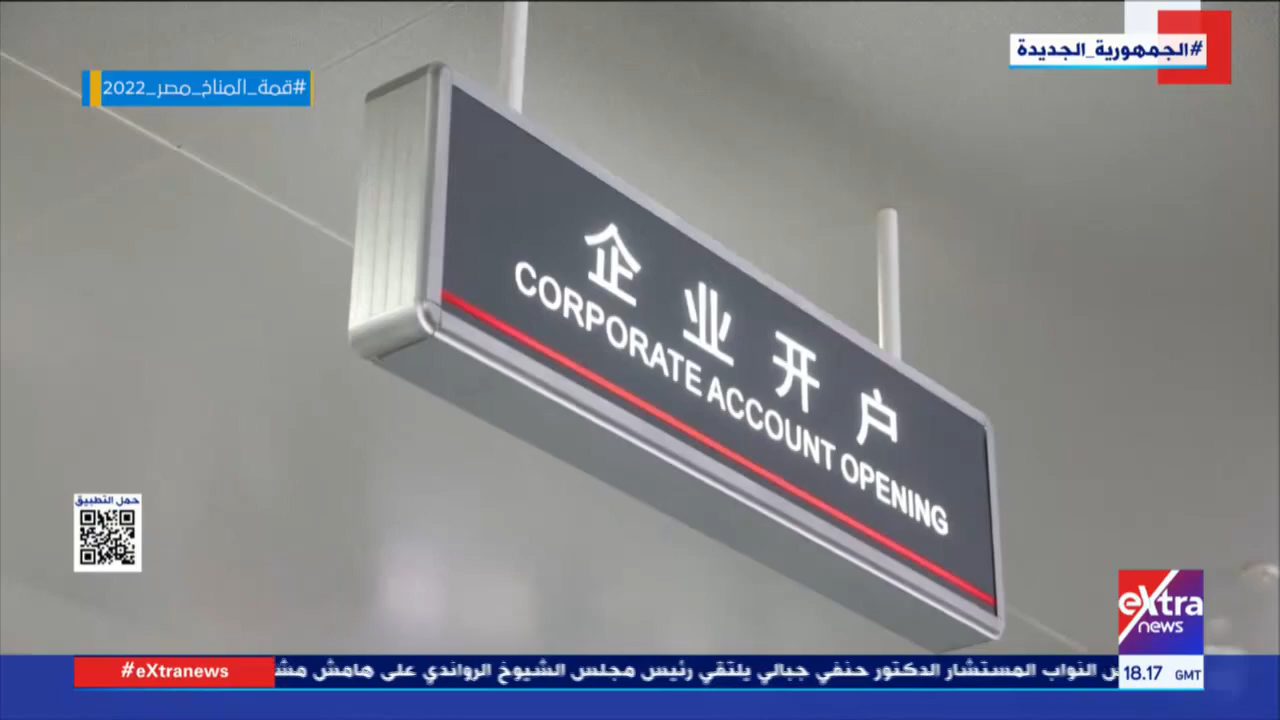 #الجمهورية_الجديدة
#قمة_المناخ_مصر_2022
企业开户
CORPORATE ACCOUNT OPENING
حمل التطبيق
eXtra
news
#eXtranews
النواب المستشار الدكتور حنفي جبالي يلتقي رئيس مجلس الشيوخ الرواندي على هامش
18.17 GMT